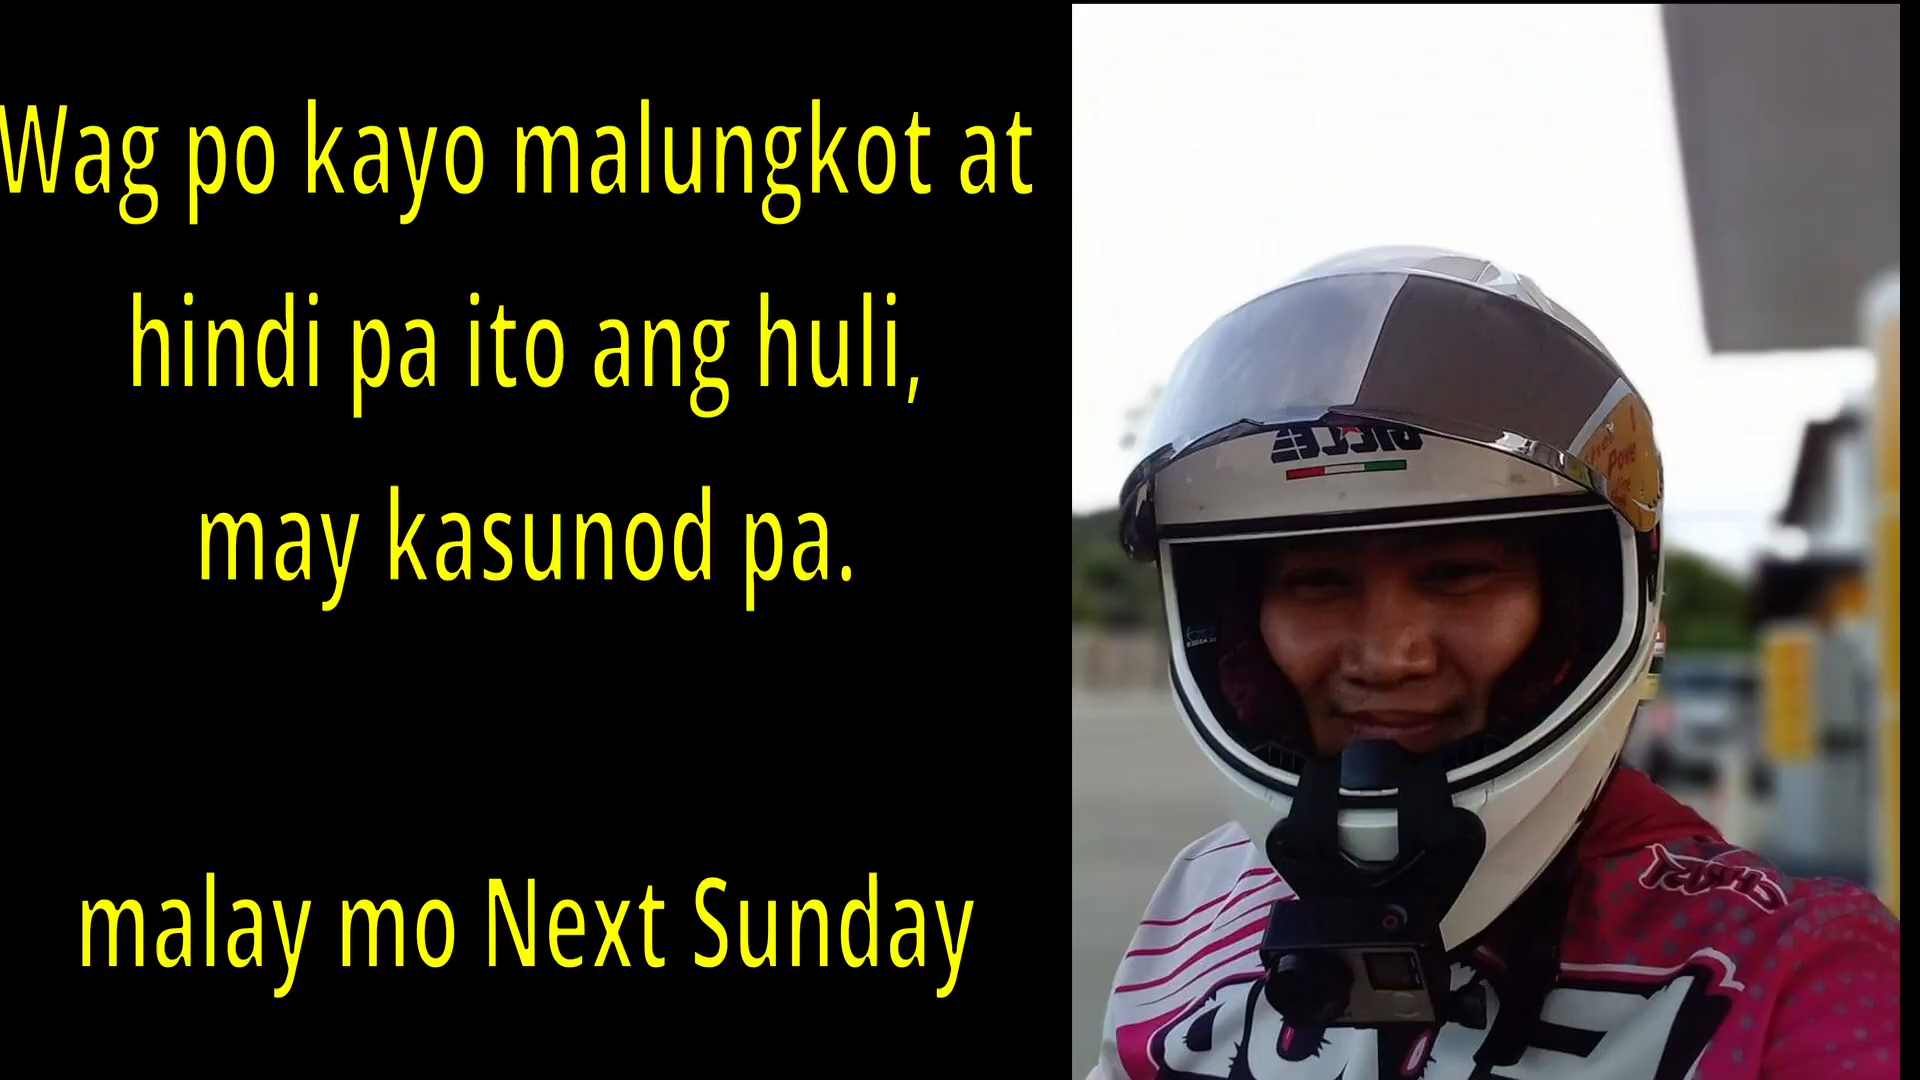 Wag po kayo malungkot at
hindi pa ito ang huli,
may kasunod pa.
malay mo Next Sunday